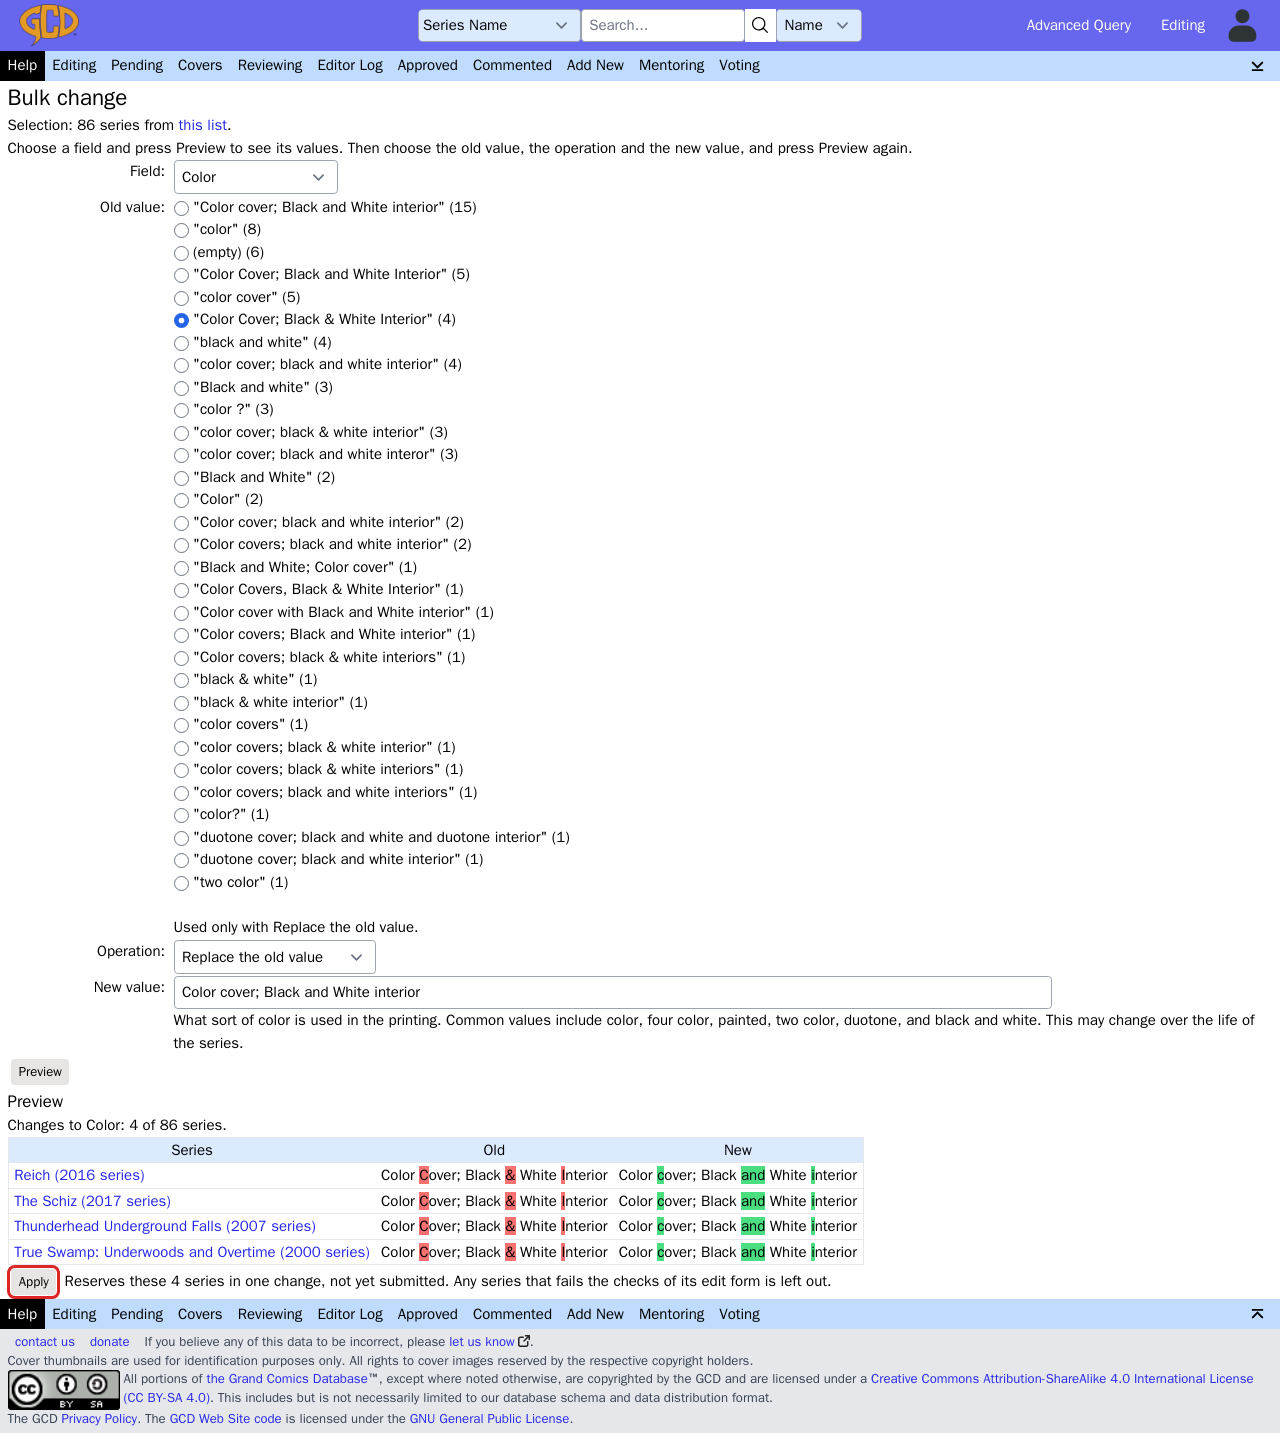 GCD
Series Name
Search...
Name
Advanced Query
Editing
Help Editing Pending Covers Reviewing Editor Log Approved Commented Add New Mentoring Voting
Bulk change
Selection: 86 series from this list.
Choose a field and press Preview to see its values. Then choose the old value, the operation and the new value, and press Preview again.
Field: Color
Old value: "Color cover; Black and White interior" (15)
"color" (8)
(empty) (6)
"Color Cover; Black and White Interior" (5)
"color cover" (5)
"Color Cover; Black & White Interior" (4)
"black and white" (4)
"color cover; black and white interior" (4)
"Black and white" (3)
"color ?" (3)
"color cover; black & white interior" (3)
"color cover; black and white interor" (3)
"Black and White" (2)
"Color" (2)
"Color cover; black and white interior" (2)
"Color covers; black and white interior" (2)
"Black and White; Color cover" (1)
"Color Covers, Black & White Interior" (1)
"Color cover with Black and White interior" (1)
"Color covers; Black and White interior" (1)
"Color covers; black & white interiors" (1)
"black & white" (1)
"black & white interior" (1)
"color covers" (1)
"color covers; black & white interior" (1)
"color covers; black & white interiors" (1)
"color covers; black and white interiors" (1)
"color?" (1)
"duotone cover; black and white and duotone interior" (1)
"duotone cover; black and white interior" (1)
"two color" (1)
Used only with Replace the old value.
Operation: Replace the old value
New value: Color cover; Black and White interior
What sort of color is used in the printing. Common values include color, four color, painted, two color, duotone, and black and white. This may change over the life of
the series.
Preview
Preview
Changes to Color: 4 of 86 series.
Series Old New
Reich (2016 series) Color Cover; Black & White Interior Color cover; Black and White interior
The Schiz (2017 series) Color Cover; Black & White Interior Color cover; Black and White interior
Thunderhead Underground Falls (2007 series) Color Cover; Black & White Interior Color cover; Black and White interior
True Swamp: Underwoods and Overtime (2000 series) Color Cover; Black & White Interior Color cover; Black and White interior
Apply Reserves these 4 series in one change, not yet submitted. Any series that fails the checks of its edit form is left out.
Help Editing Pending Covers Reviewing Editor Log Approved Commented Add New Mentoring Voting
contact us donate If you believe any of this data to be incorrect, please let us know.
Cover thumbnails are used for identification purposes only. All rights to cover images reserved by the respective copyright holders.
cc BY SA All portions of the Grand Comics Database™, except where noted otherwise, are copyrighted by the GCD and are licensed under a Creative Commons Attribution-ShareAlike 4.0 International License
(CC BY-SA 4.0). This includes but is not necessarily limited to our database schema and data distribution format.
The GCD Privacy Policy. The GCD Web Site code is licensed under the GNU General Public License.